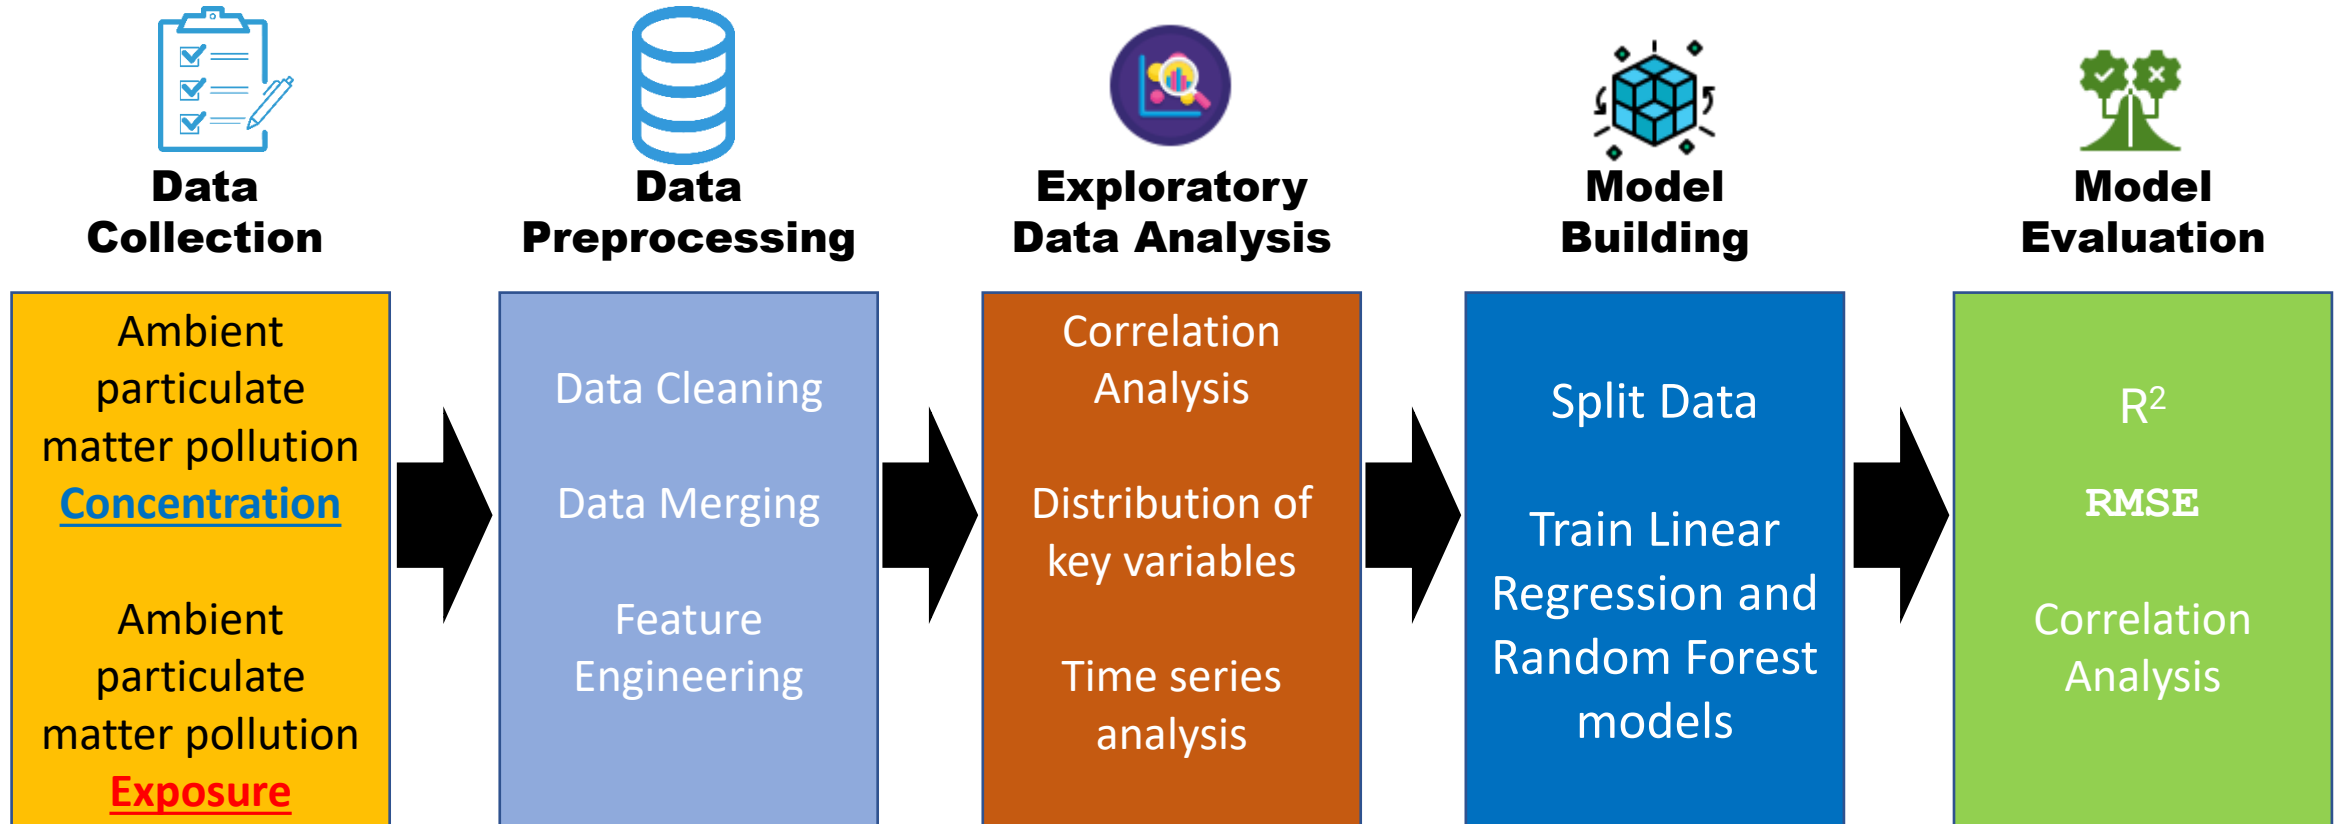 Data
Collection
Data
Preprocessing
Exploratory
Data Analysis
Model
Building
Model
Evaluation
Ambient
particulate
matter pollution
Concentration
Ambient
particulate
matter pollution
Exposure
Data Cleaning
Data Merging
Feature
Engineering
Correlation
Analysis
Distribution of
key variables
Time series
analysis
Split Data
Train Linear
Regression and
Random Forest
models
R²
RMSE
Correlation
Analysis